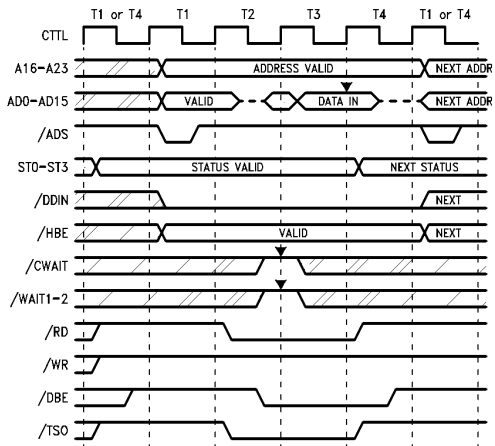 T1 or T4 T1 T2 T3 T4 T1 or T4
CTTL
A16-A23 ADDRESS VALID NEXT ADDR
AD0-AD15 VALID DATA IN NEXT ADDR
/ADS
ST0-ST3 STATUS VALID NEXT STATUS
/DDIN NEXT
/HBE VALID NEXT
/CWAIT
/WAIT1-2
/RD
/WR
/DBE
/TSO